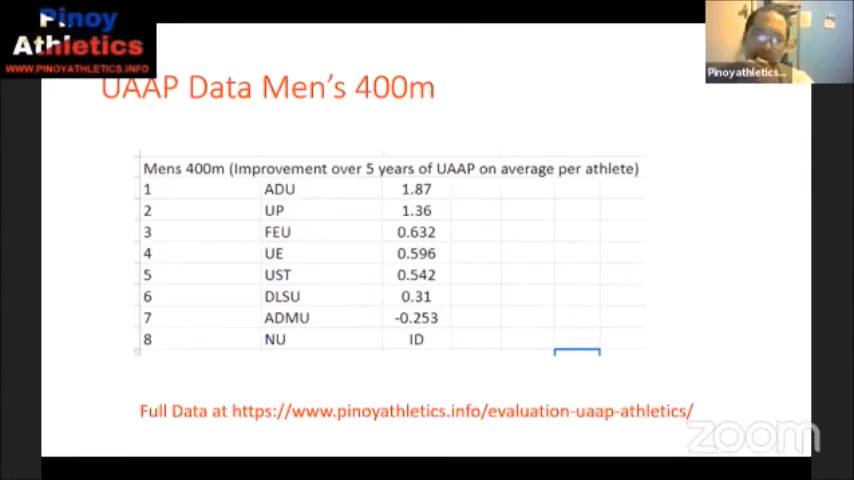 Pinoy
Athletics
WWW.PINOYATHLETICS.INFO
Pinoyathletics...
UAAP Data Men's 400m
Mens 400m (Improvement over 5 years of UAAP on average per athlete)
1 ADU 1.87
2 UP 1.36
3 FEU 0.632
4 UE 0.596
5 UST 0.542
6 DLSU 0.31
7 ADMU -0.253
8 NU ID
Full Data at https://www.pinoyathletics.info/evaluation-uaap-athletics/
zoom